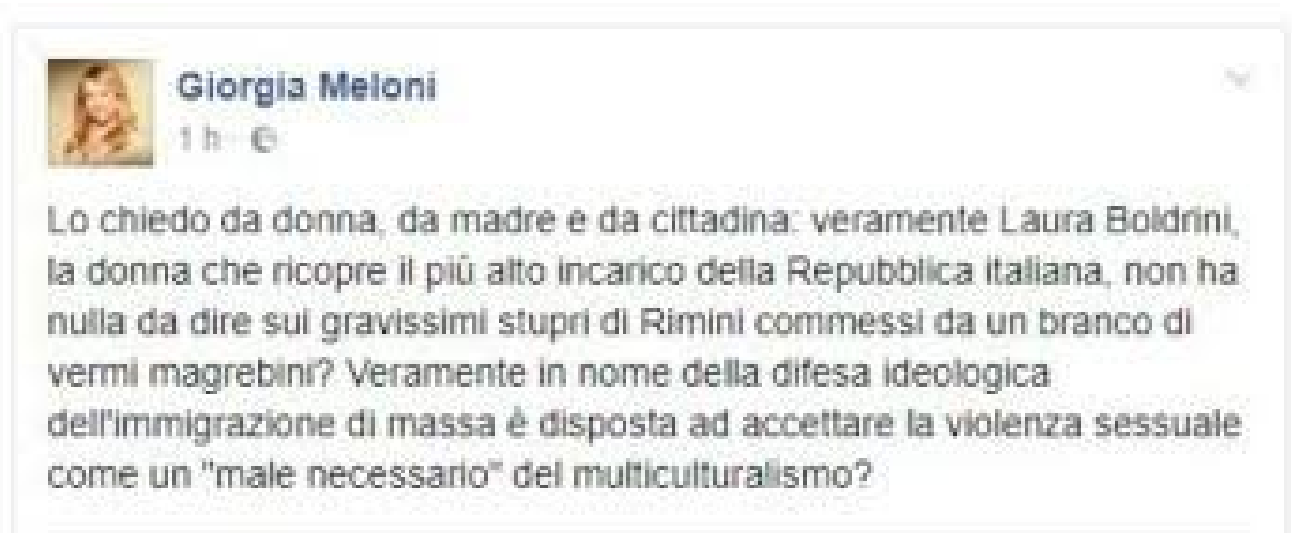 Giorgia Meloni
1 h
Lo chiedo da donna, da madre e da cittadina: veramente Laura Boldrini,
la donna che ricopre il più alto incarico della Repubblica italiana, non ha
nulla da dire sui gravissimi stupri di Rimini commessi da un branco di
vermi magrebini? Veramente in nome della difesa ideologica
dell'immigrazione di massa è disposta ad accettare la violenza sessuale
come un "male necessario" del multiculturalismo?